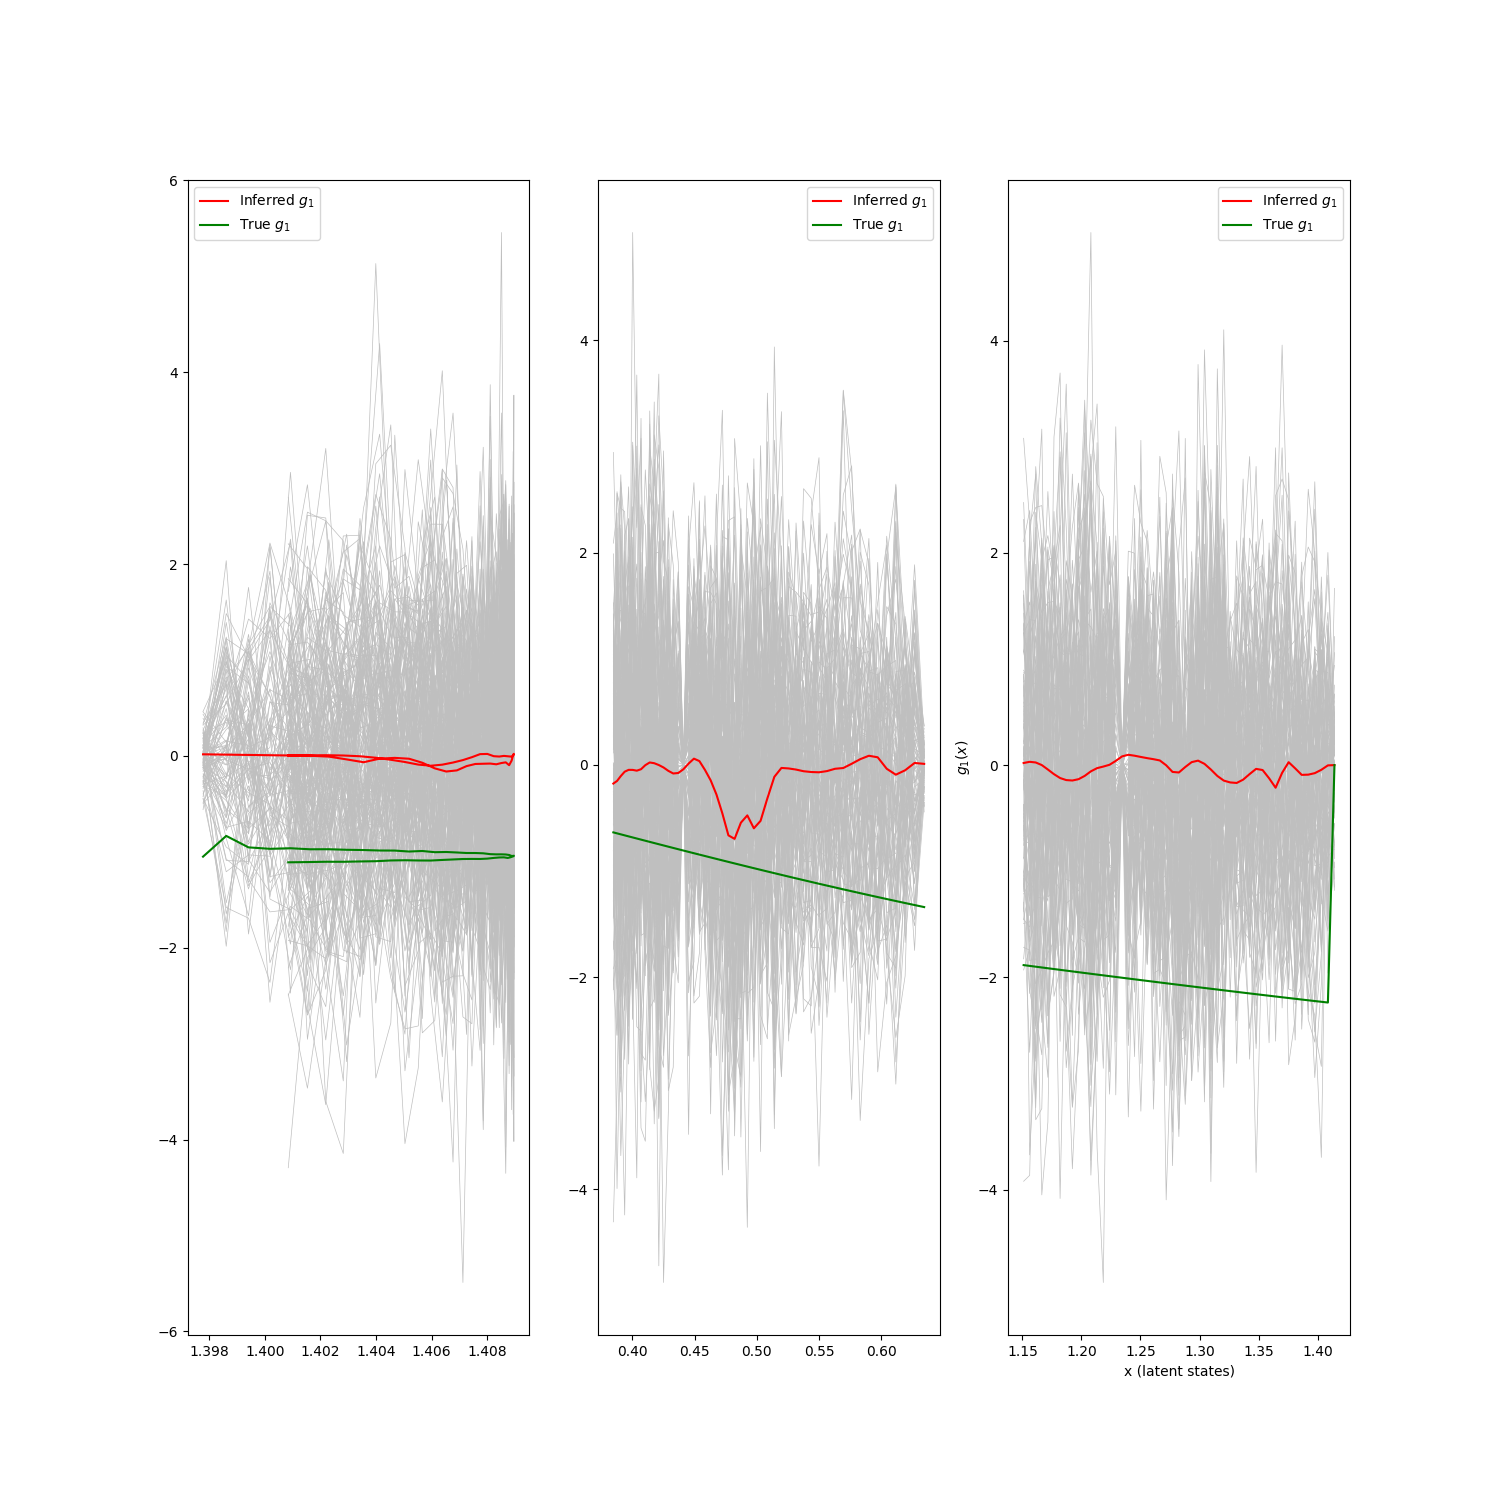 Inferred g₁
True g₁
6
4
2
0
−2
−4
−6
1.398 1.400 1.402 1.404 1.406 1.408
Inferred g₁
True g₁
4
2
0
−2
−4
0.40 0.45 0.50 0.55 0.60
Inferred g₁
True g₁
g₁(x)
4
2
0
−2
−4
1.15 1.20 1.25 1.30 1.35 1.40
x (latent states)